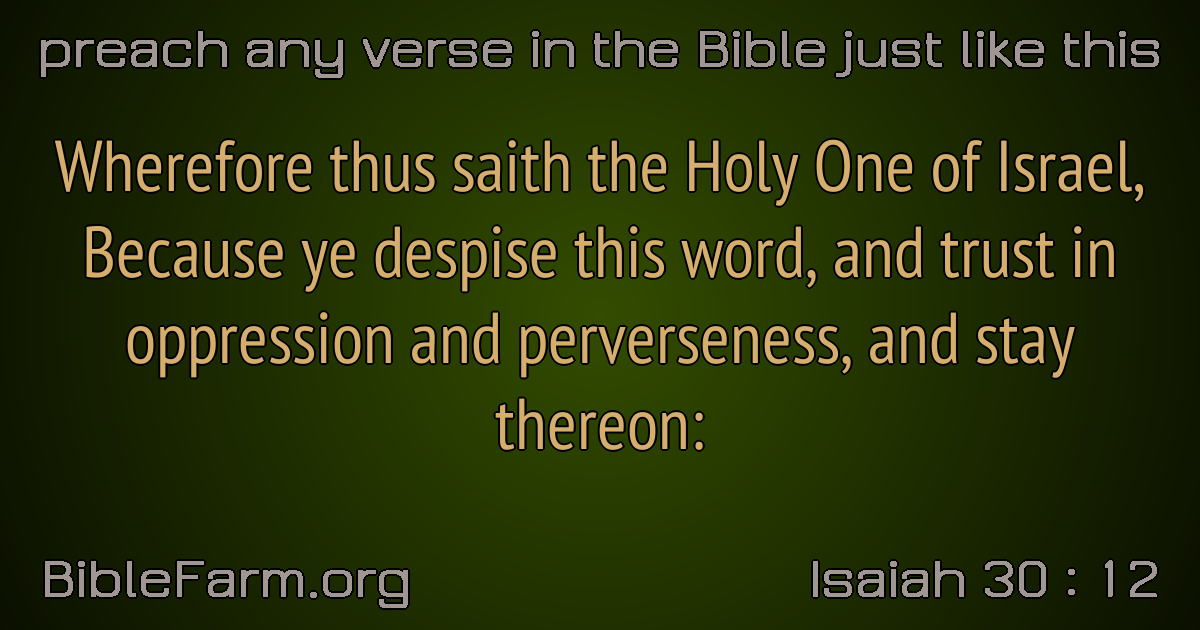 preach any verse in the Bible just like this
Wherefore thus saith the Holy One of Israel,
Because ye despise this word, and trust in
oppression and perverseness, and stay
thereon:
BibleFarm.org
Isaiah 30 : 12